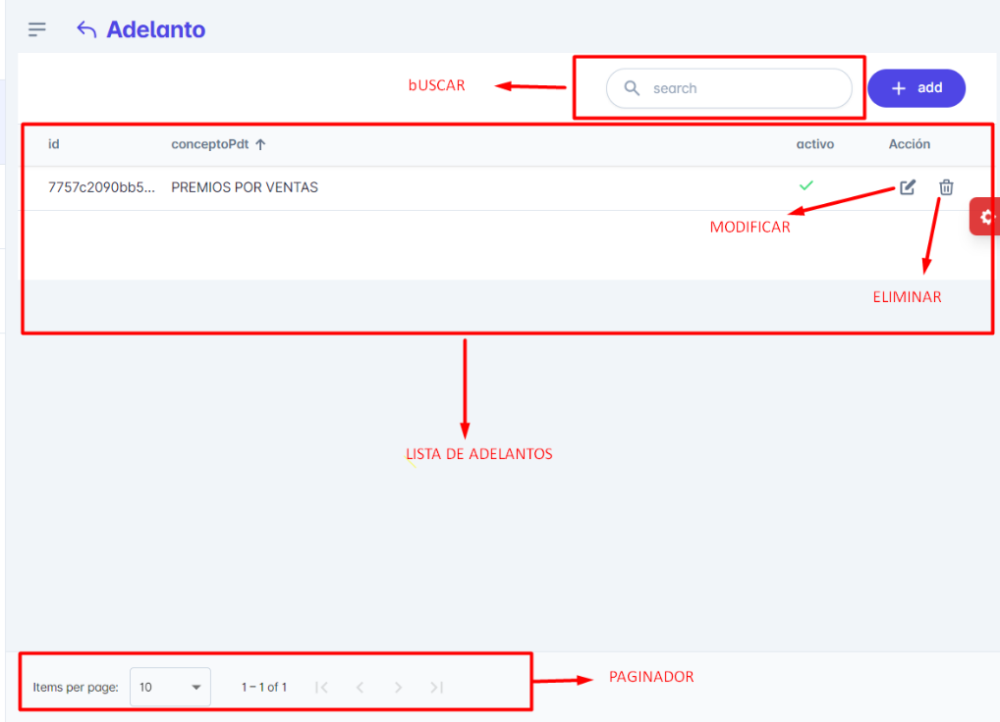 Adelanto
bUSCAR
search
add
id conceptoPdt activo Acción
7757c2090bb5... PREMIOS POR VENTAS
MODIFICAR
ELIMINAR
LISTA DE ADELANTOS
Items per page: 10 1 – 1 of 1
PAGINADOR